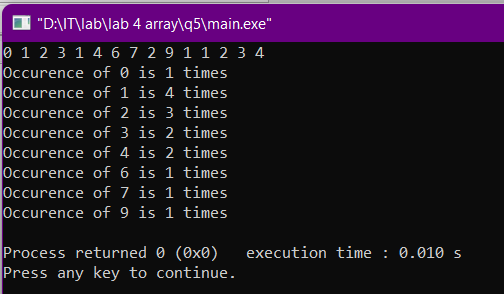 "D:\IT\lab\lab 4 array\q5\main.exe"
0 1 2 3 1 4 6 7 2 9 1 1 2 3 4
Occurence of 0 is 1 times
Occurence of 1 is 4 times
Occurence of 2 is 3 times
Occurence of 3 is 2 times
Occurence of 4 is 2 times
Occurence of 6 is 1 times
Occurence of 7 is 1 times
Occurence of 9 is 1 times
Process returned 0 (0x0)   execution time : 0.010 s
Press any key to continue.